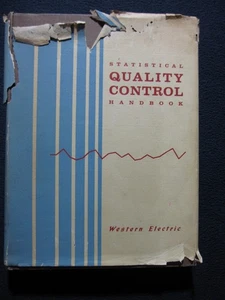 STATISTICAL
QUALITY
CONTROL
HANDBOOK
Western Electric